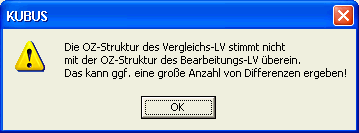 KUBUS
Die OZ-Struktur des Vergleichs-LV stimmt nicht
mit der OZ-Struktur des Bearbeitungs-LV überein.
Das kann ggf. eine große Anzahl von Differenzen ergeben!
OK